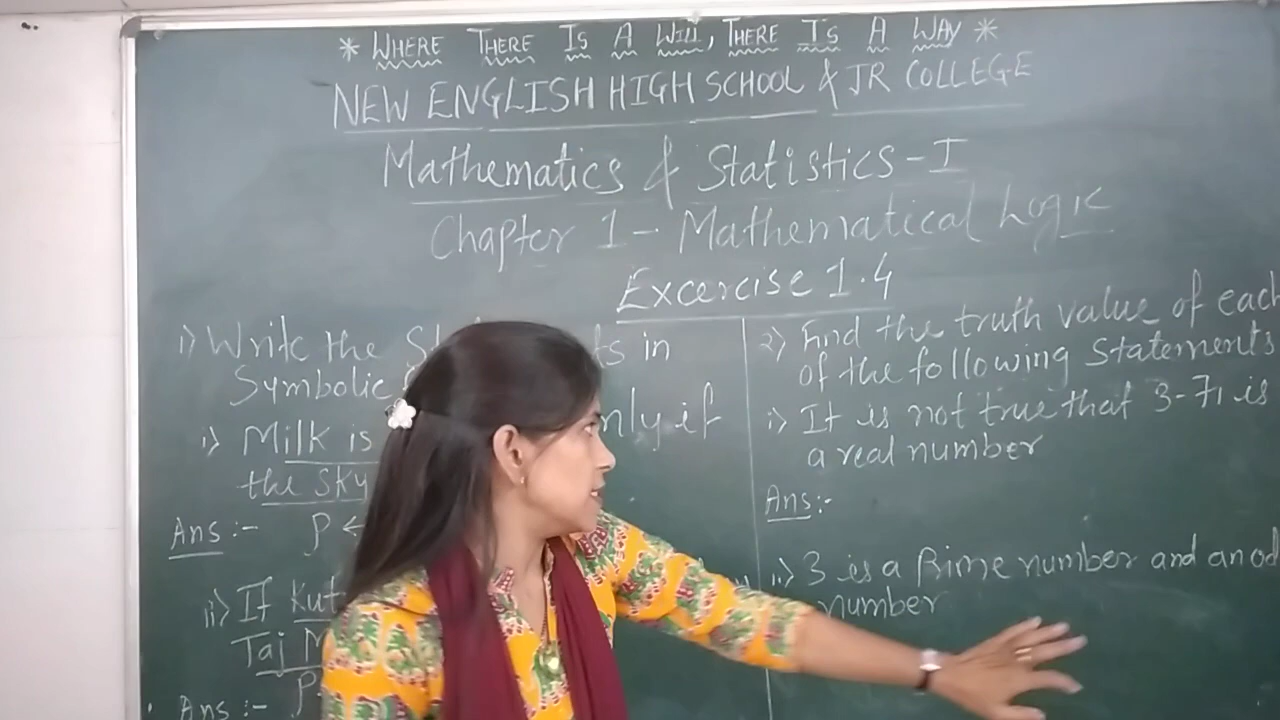 * WHERE THERE IS A WILL, THERE IS A WAY *
NEW ENGLISH HIGH SCHOOL & JR COLLEGE
Mathematics & Statistics-I
Chapter 1- Mathematical Logic
Excercise 1.4
1) Write the S ts in
Symbolic
i) Milk is nly if
the sky
Ans :- p ←
ii) If Kut
Taj M
Ans :- p
2) Find the truth value of each
of the following statements
i) It is not true that 3-7i is
a real number
Ans:-
ii) 3 is a Prime number and an od
number